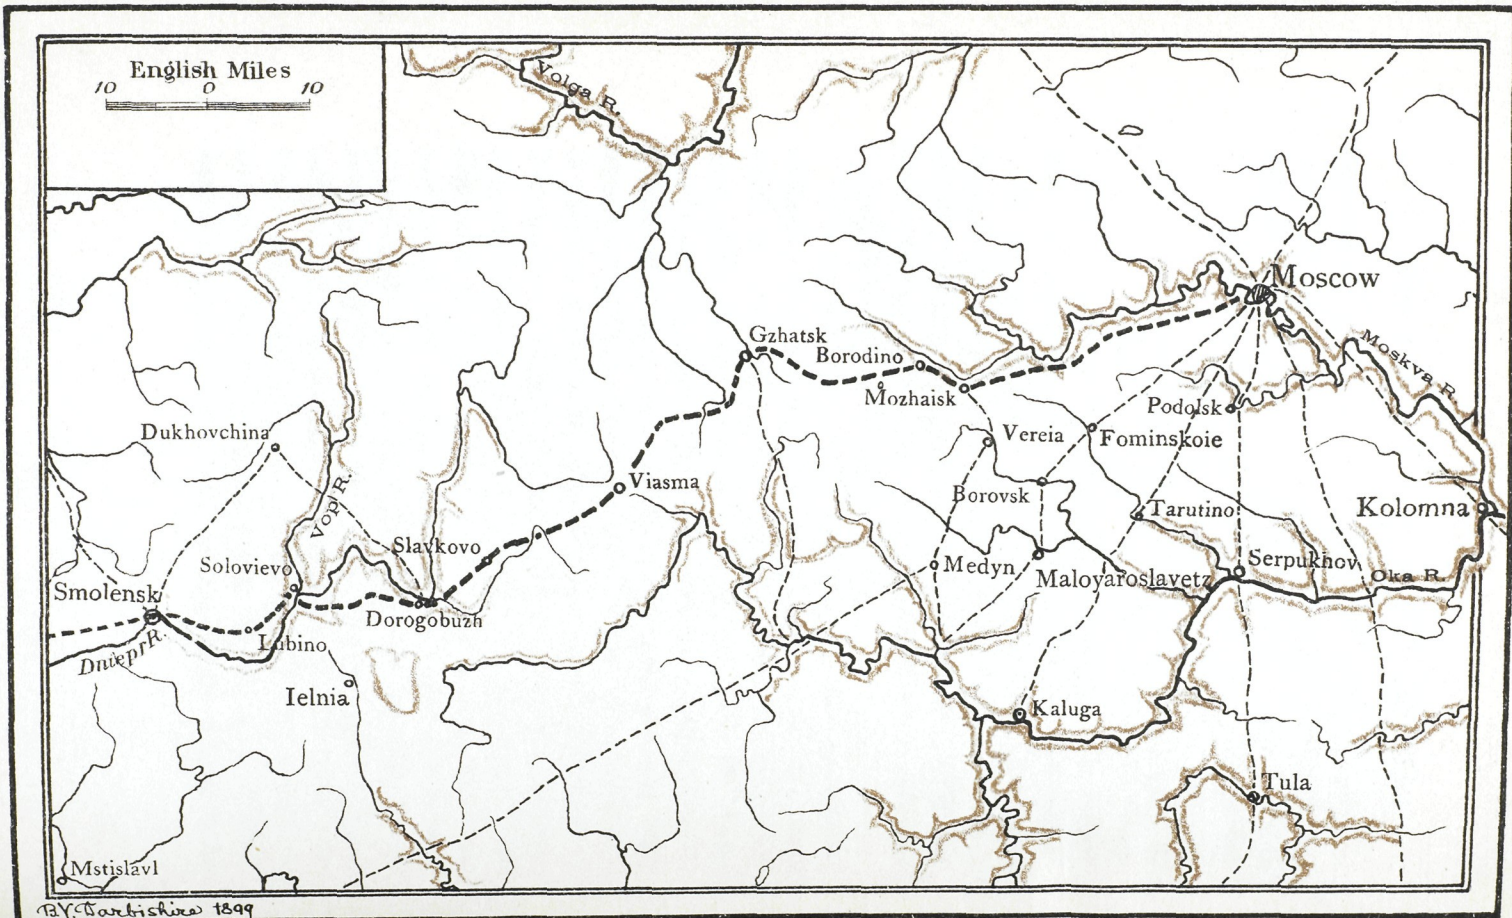 English Miles
10 0 10
Volga R.
Moscow
Moskva R.
Gzhatsk
Borodino
Mozhaisk
Podolsk
Dukhovchina
Vereia
Fominskoie
Viasma
Vop R.
Borovsk
Tarutino
Kolomna
Slavkovo
Solovievo
Medyn
Serpukhov
Maloyaroslavetz
Oka R.
Smolensk
Dorogobuzh
Lubino
Dnieper R.
Ielnia
Kaluga
Tula
Mstislavl
B.V. Darbishire 1899